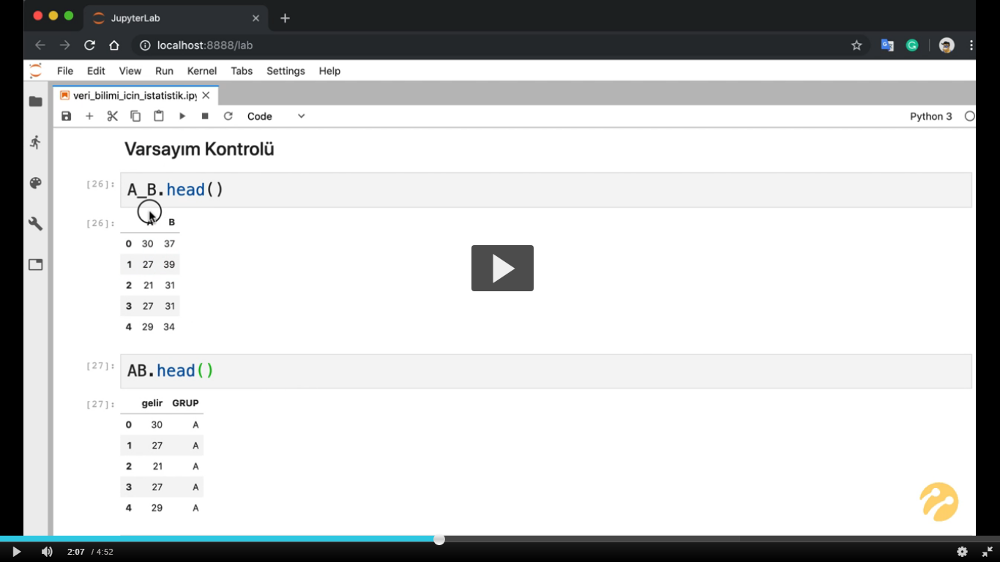 JupyterLab
localhost:8888/lab
File Edit View Run Kernel Tabs Settings Help
veri_bilimi_icin_istatistik.ipy
Code Python 3
Varsayım Kontrolü
[26]: A_B.head()
[26]: A B
0 30 37
1 27 39
2 21 31
3 27 31
4 29 34
[27]: AB.head()
[27]: gelir GRUP
0 30 A
1 27 A
2 21 A
3 27 A
4 29 A
2:07 / 4:52